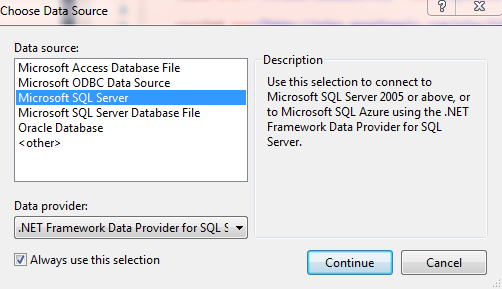 Choose Data Source
Data source:
Microsoft Access Database File
Microsoft ODBC Data Source
Microsoft SQL Server
Microsoft SQL Server Database File
Oracle Database
<other>
Description
Use this selection to connect to
Microsoft SQL Server 2005 or above, or
to Microsoft SQL Azure using the .NET
Framework Data Provider for SQL
Server.
Data provider:
.NET Framework Data Provider for SQL S
Always use this selection
Continue
Cancel